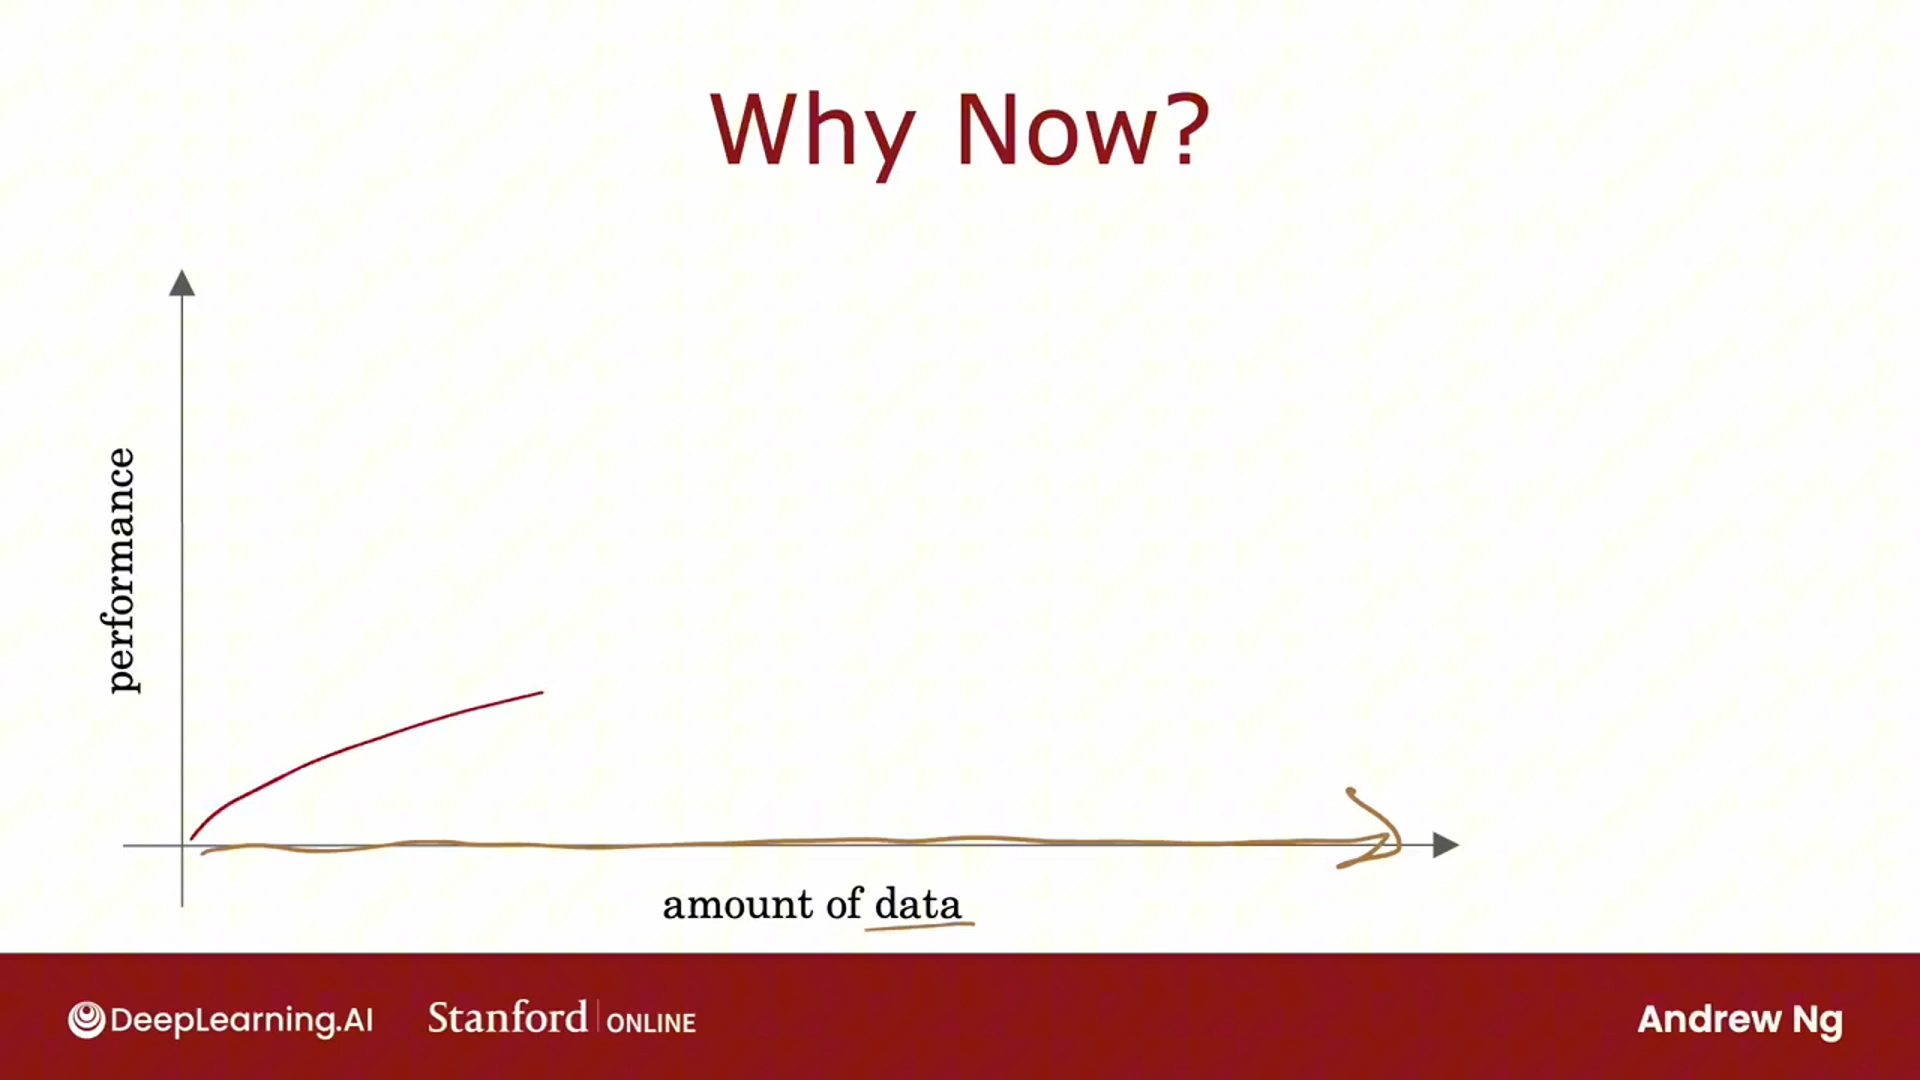 Why Now?
performance
amount of data
DeepLearning.AI
Stanford ONLINE
Andrew Ng